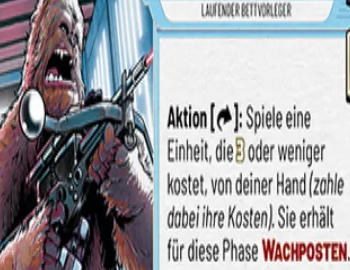 LAUFENDER BETTVORLEGER
Aktion [↷]: Spiele eine
Einheit, die 3 oder weniger
kostet, von deiner Hand (zahle
dabei ihre Kosten). Sie erhält
für diese Phase WACHPOSTEN.